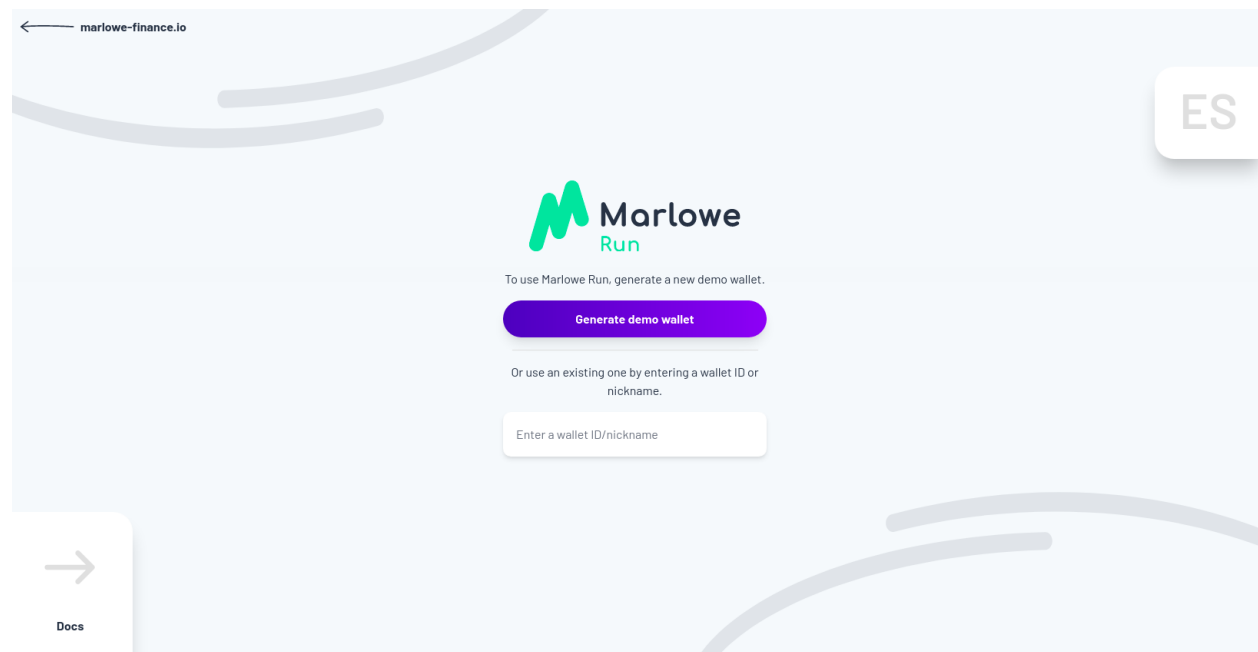 marlowe-finance.io
ES
Marlowe
Run
To use Marlowe Run, generate a new demo wallet.
Generate demo wallet
Or use an existing one by entering a wallet ID or
nickname.
Enter a wallet ID/nickname
Docs